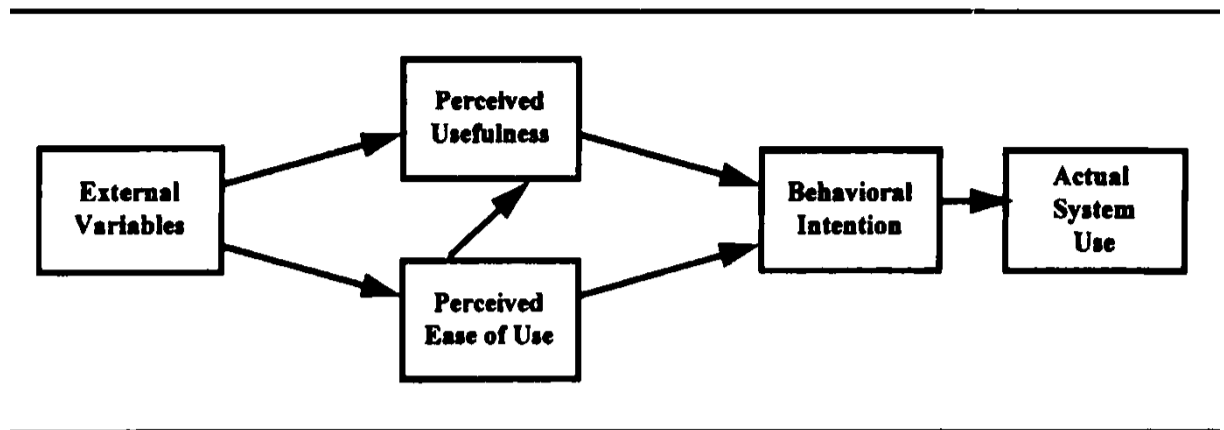 External
Variables
Perceived
Usefulness
Perceived
Ease of Use
Behavioral
Intention
Actual
System
Use